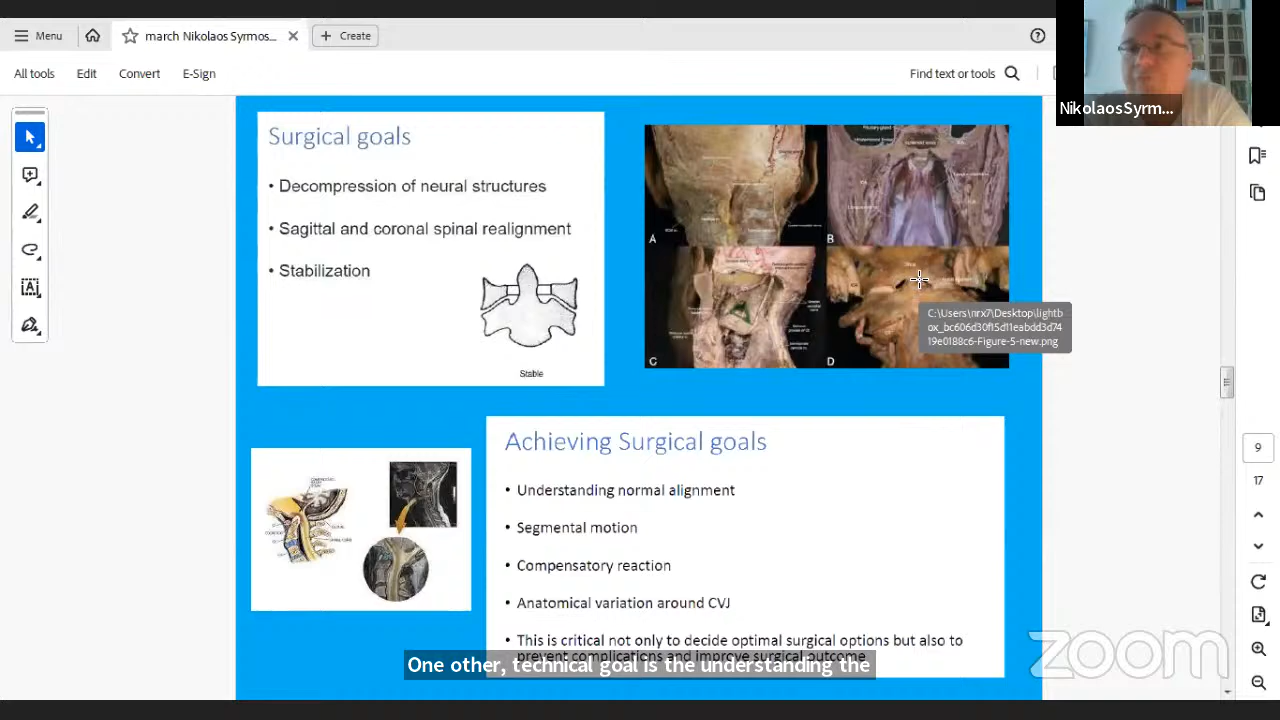 Menu
march Nikolaos Syrmos...
Create
All tools
Edit
Convert
E-Sign
Find text or tools
NikolaosSyrm...
Surgical goals
• Decompression of neural structures
• Sagittal and coronal spinal realignment
• Stabilization
Stable
A
B
C
D
C:\Users\nrx7\Desktop\lightb
ox_bc606d30f15d11eabdd3d74
19e0188c6-Figure-5-new.png
Achieving Surgical goals
• Understanding normal alignment
• Segmental motion
• Compensatory reaction
• Anatomical variation around CVJ
• This is critical not only to decide optimal surgical options but also to
prevent complications and improve surgical outcome
One other, technical goal is the understanding the
9
17
zoom